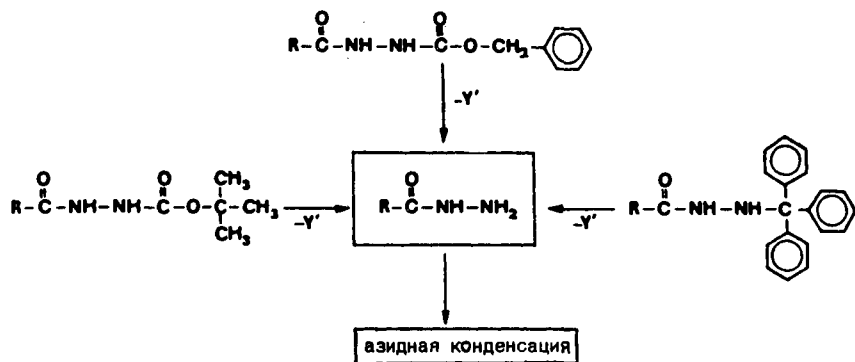 R-C(=O)-NH-NH-C(=O)-O-CH₂-
-Y'
R-C(=O)-NH-NH-C(=O)-O-C(CH₃)(CH₃)-CH₃
-Y'
R-C(=O)-NH-NH₂
-Y'
R-C(=O)-NH-NH-C-
азидная конденсация